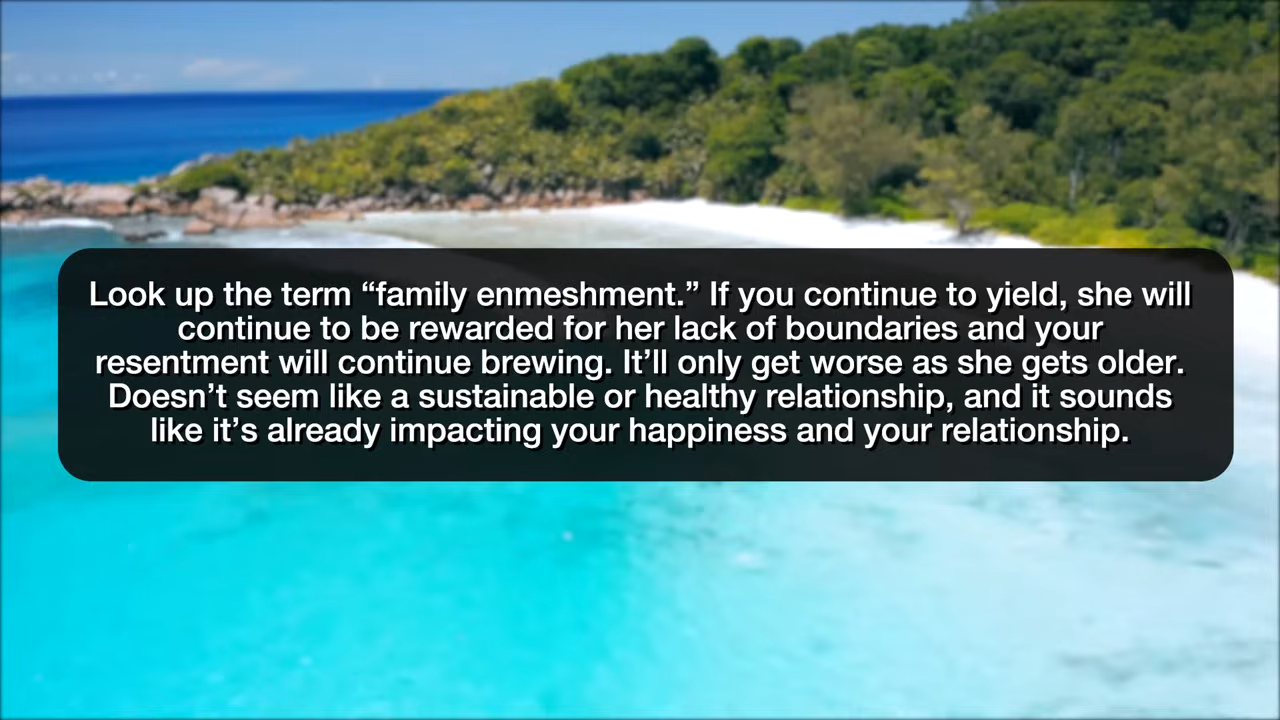 Look up the term “family enmeshment.” If you continue to yield, she will
continue to be rewarded for her lack of boundaries and your
resentment will continue brewing. It’ll only get worse as she gets older.
Doesn’t seem like a sustainable or healthy relationship, and it sounds
like it’s already impacting your happiness and your relationship.